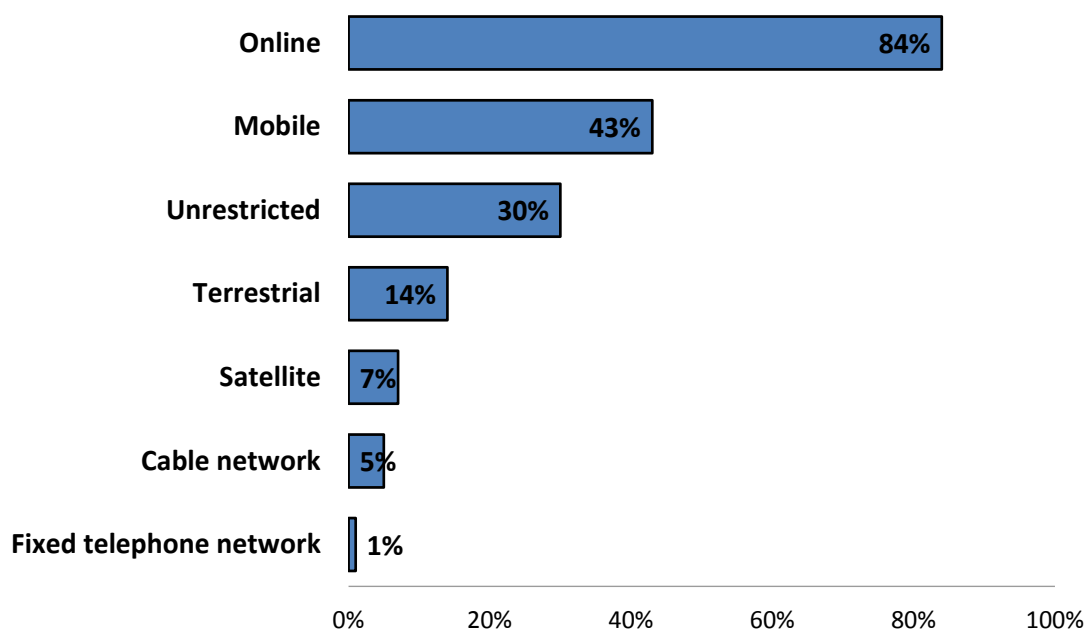 Online 84%
Mobile 43%
Unrestricted 30%
Terrestrial 14%
Satellite 7%
Cable network 5%
Fixed telephone network 1%
0% 20% 40% 60% 80% 100%